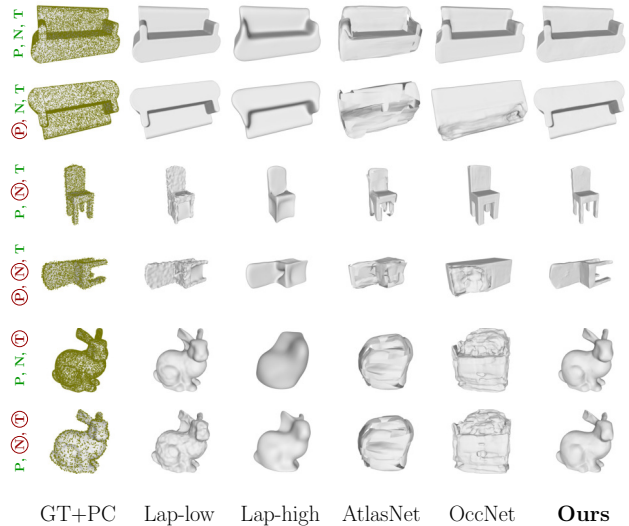 P, N, T
P, N, T
P, N, T
P, N, T
P, N, T
P, N, T
GT+PC Lap-low Lap-high AtlasNet OccNet Ours